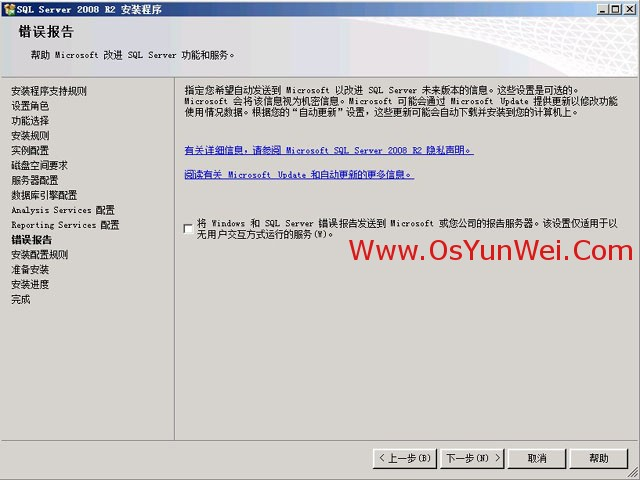 SQL Server 2008 R2 安装程序
错误报告
帮助 Microsoft 改进 SQL Server 功能和服务。
安装程序支持规则
设置角色
功能选择
安装规则
实例配置
磁盘空间要求
服务器配置
数据库引擎配置
Analysis Services 配置
Reporting Services 配置
错误报告
安装配置规则
准备安装
安装进度
完成
指定您希望自动发送到 Microsoft 以改进 SQL Server 未来版本的信息。这些设置是可选的。
Microsoft 会将该信息视为机密信息。Microsoft 可能会通过 Microsoft Update 提供更新以修改功能
使用情况数据。根据您的“自动更新”设置，这些更新可能会自动下载并安装到您的计算机上。
有关详细信息，请参阅 Microsoft SQL Server 2008 R2 隐私声明。
阅读有关 Microsoft Update 和自动更新的更多信息。
将 Windows 和 SQL Server 错误报告发送到 Microsoft 或您公司的报告服务器。该设置仅适用于以
无用户交互方式运行的服务(W)。
Www.OsYunWei.Com
< 上一步(B)
下一步(N) >
取消
帮助